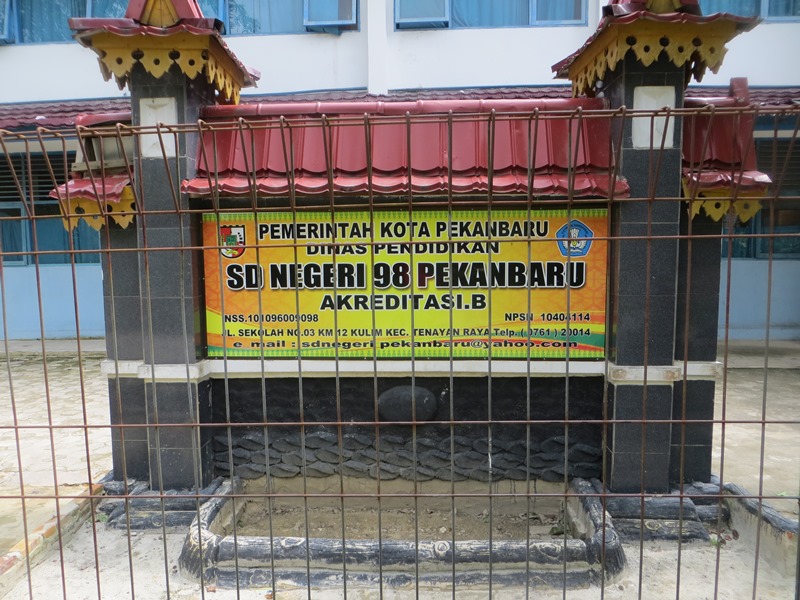 PEMERINTAH KOTA PEKANBARU
DINAS PENDIDIKAN
SD NEGERI 98 PEKANBARU
AKREDITASI.B
NSS.101096009098 NPSN 10404114
JL. SEKOLAH NO.03 KM 12 KULIM KEC. TENAYAN RAYA Telp. ( 0761 ) 20014
e mail : sdnegeri pekanbaru@yahoo.com